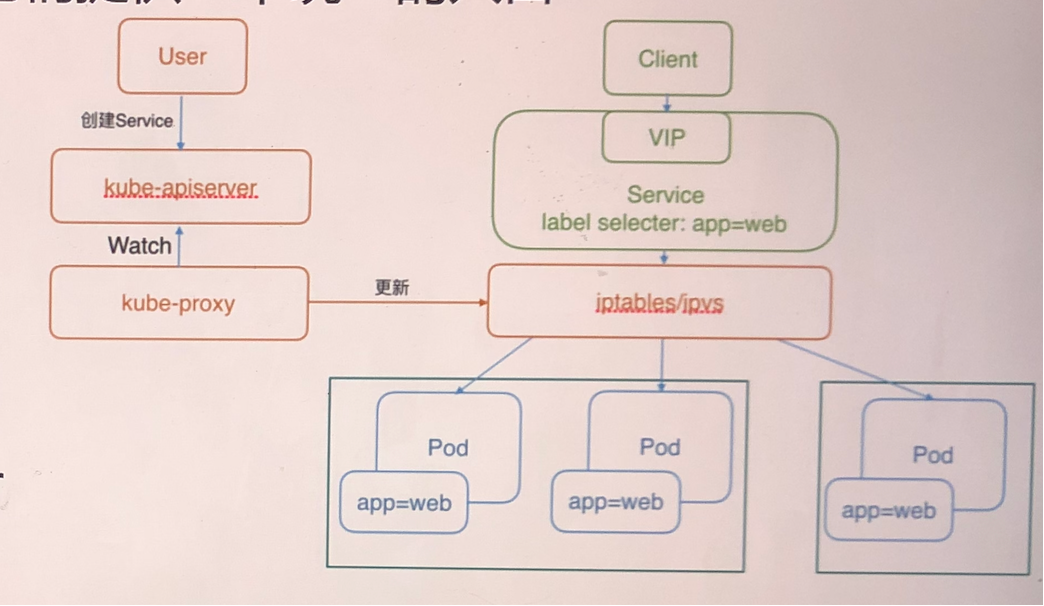 User
Client
创建Service
VIP
kube-apiserver
Service
label selecter: app=web
Watch
kube-proxy
更新
iptables/ipvs
Pod
Pod
Pod
app=web
app=web
app=web